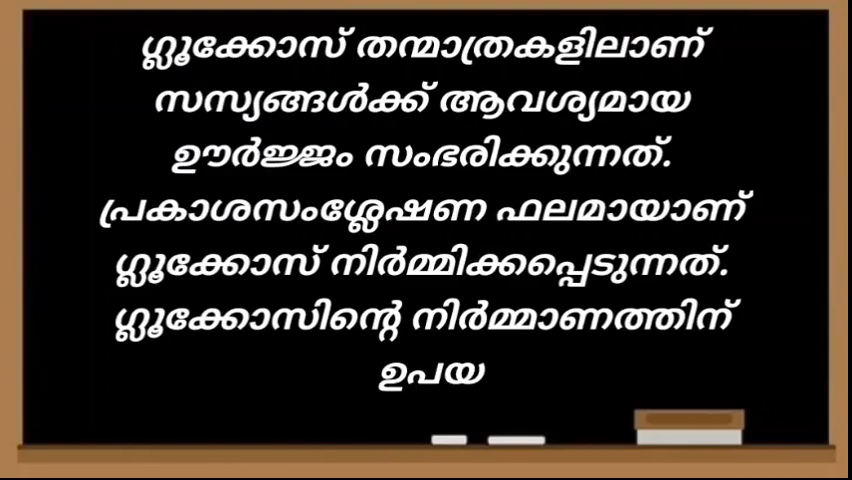 ഗ്ലൂക്കോസ് തന്മാത്രകളിലാണ്
സസ്യങ്ങൾക്ക് ആവശ്യമായ
ഊർജ്ജം സംഭരിക്കുന്നത്.
പ്രകാശസംശ്ലേഷണ ഫലമായാണ്
ഗ്ലൂക്കോസ് നിർമ്മിക്കപ്പെടുന്നത്.
ഗ്ലൂക്കോസിന്റെ നിർമ്മാണത്തിന്
ഉപയ